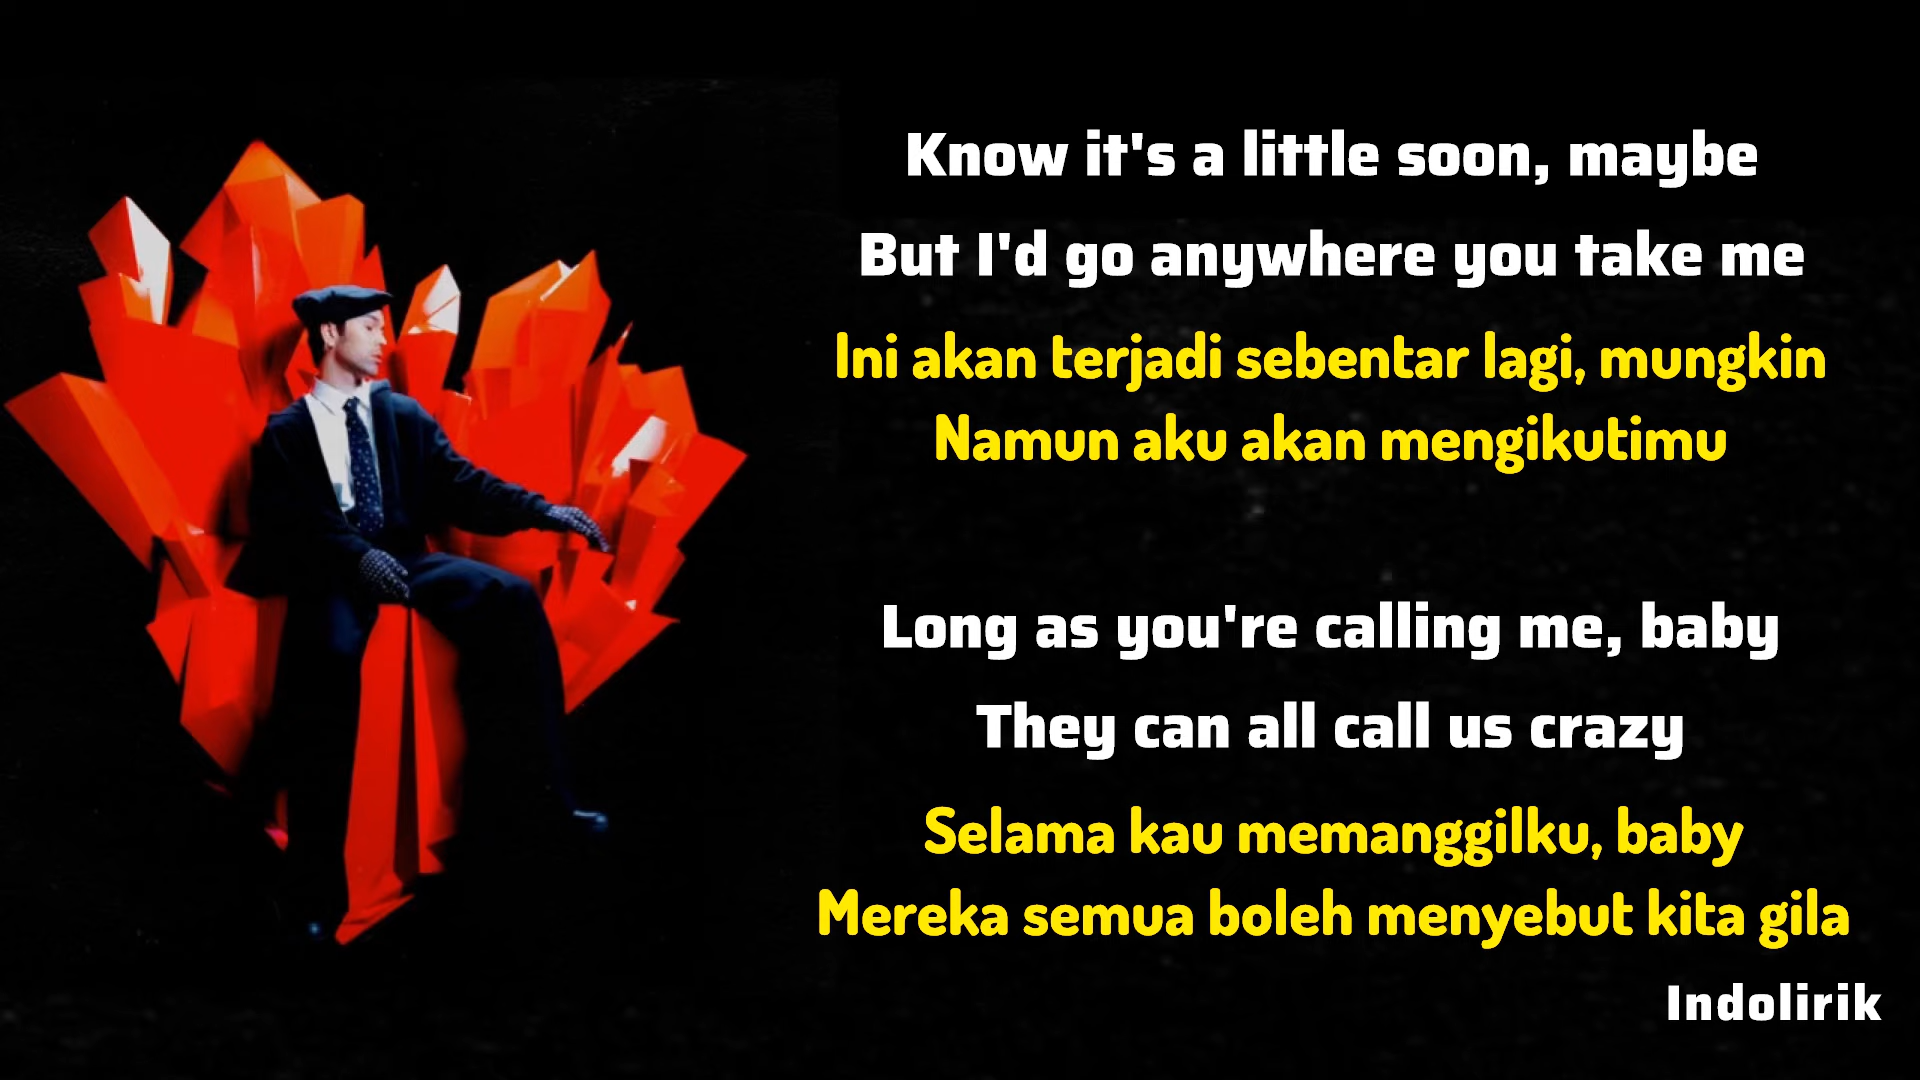 Know it's a little soon, maybe
But I'd go anywhere you take me
Ini akan terjadi sebentar lagi, mungkin
Namun aku akan mengikutimu
Long as you're calling me, baby
They can all call us crazy
Selama kau memanggilku, baby
Mereka semua boleh menyebut kita gila
Indolirik